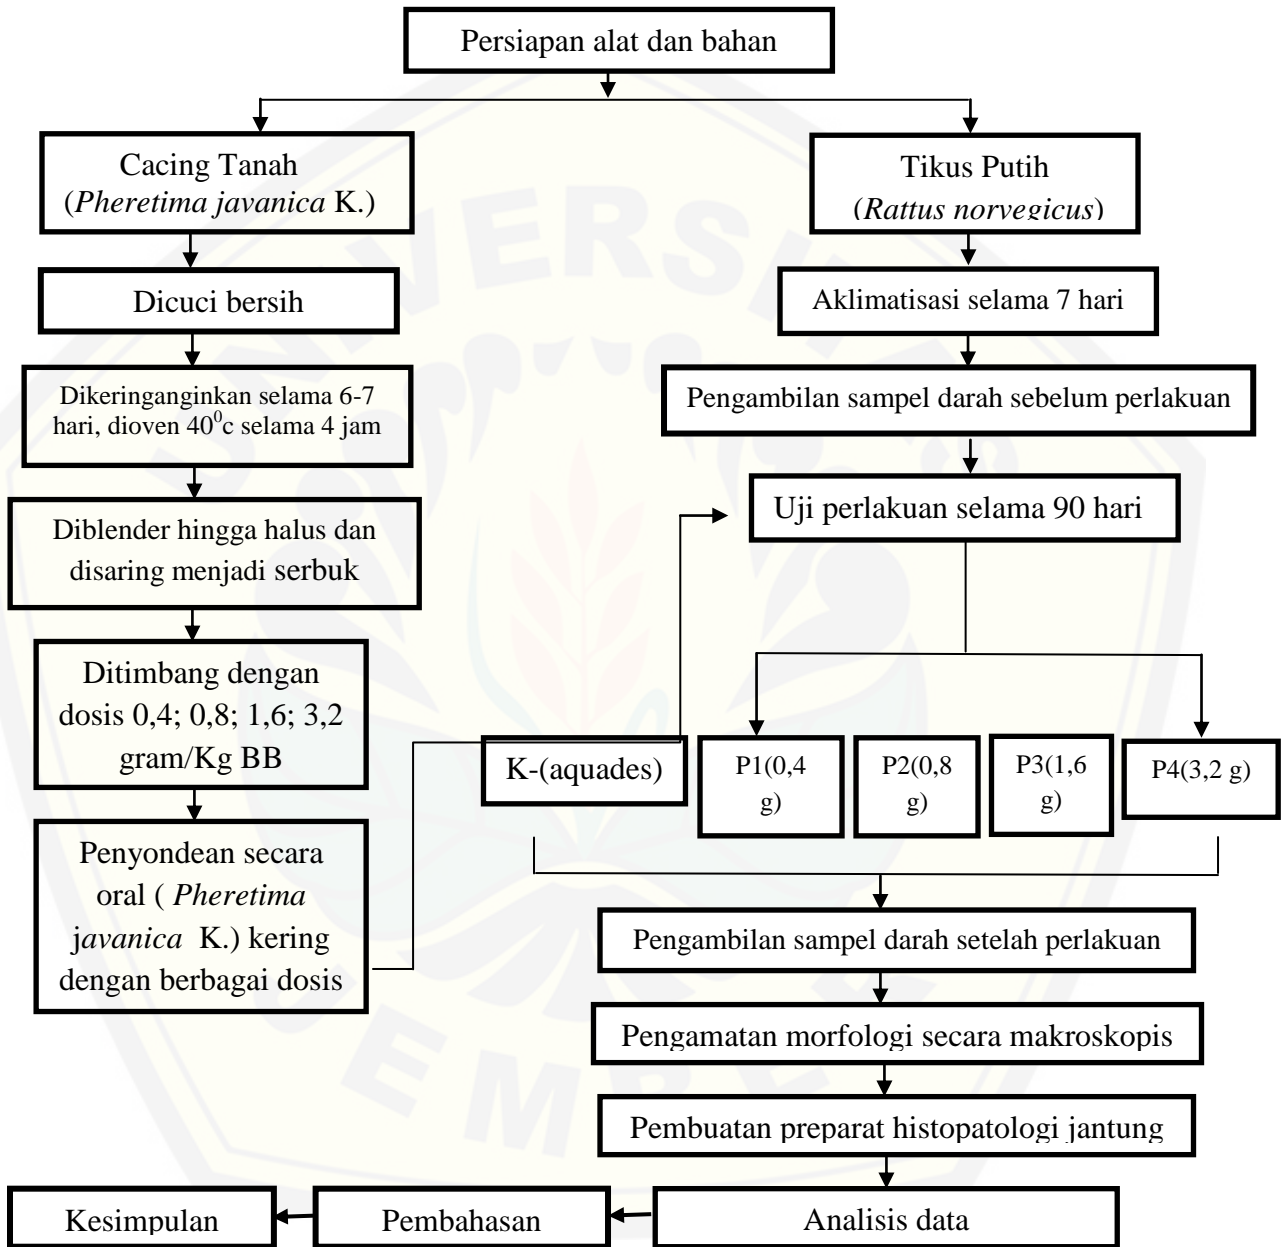 Persiapan alat dan bahan
Cacing Tanah
(Pheretima javanica K.)
Dicuci bersih
Dikeringanginkan selama 6-7
hari, dioven 40⁰c selama 4 jam
Diblender hingga halus dan
disaring menjadi serbuk
Ditimbang dengan
dosis 0,4; 0,8; 1,6; 3,2
gram/Kg BB
Penyondean secara
oral ( Pheretima
javanica K.) kering
dengan berbagai dosis
Tikus Putih
(Rattus norvegicus)
Aklimatisasi selama 7 hari
Pengambilan sampel darah sebelum perlakuan
Uji perlakuan selama 90 hari
K-(aquades)
P1(0,4
g)
P2(0,8
g)
P3(1,6
g)
P4(3,2 g)
Pengambilan sampel darah setelah perlakuan
Pengamatan morfologi secara makroskopis
Pembuatan preparat histopatologi jantung
Analisis data
Pembahasan
Kesimpulan
UNIVERSITAS
JEMBER